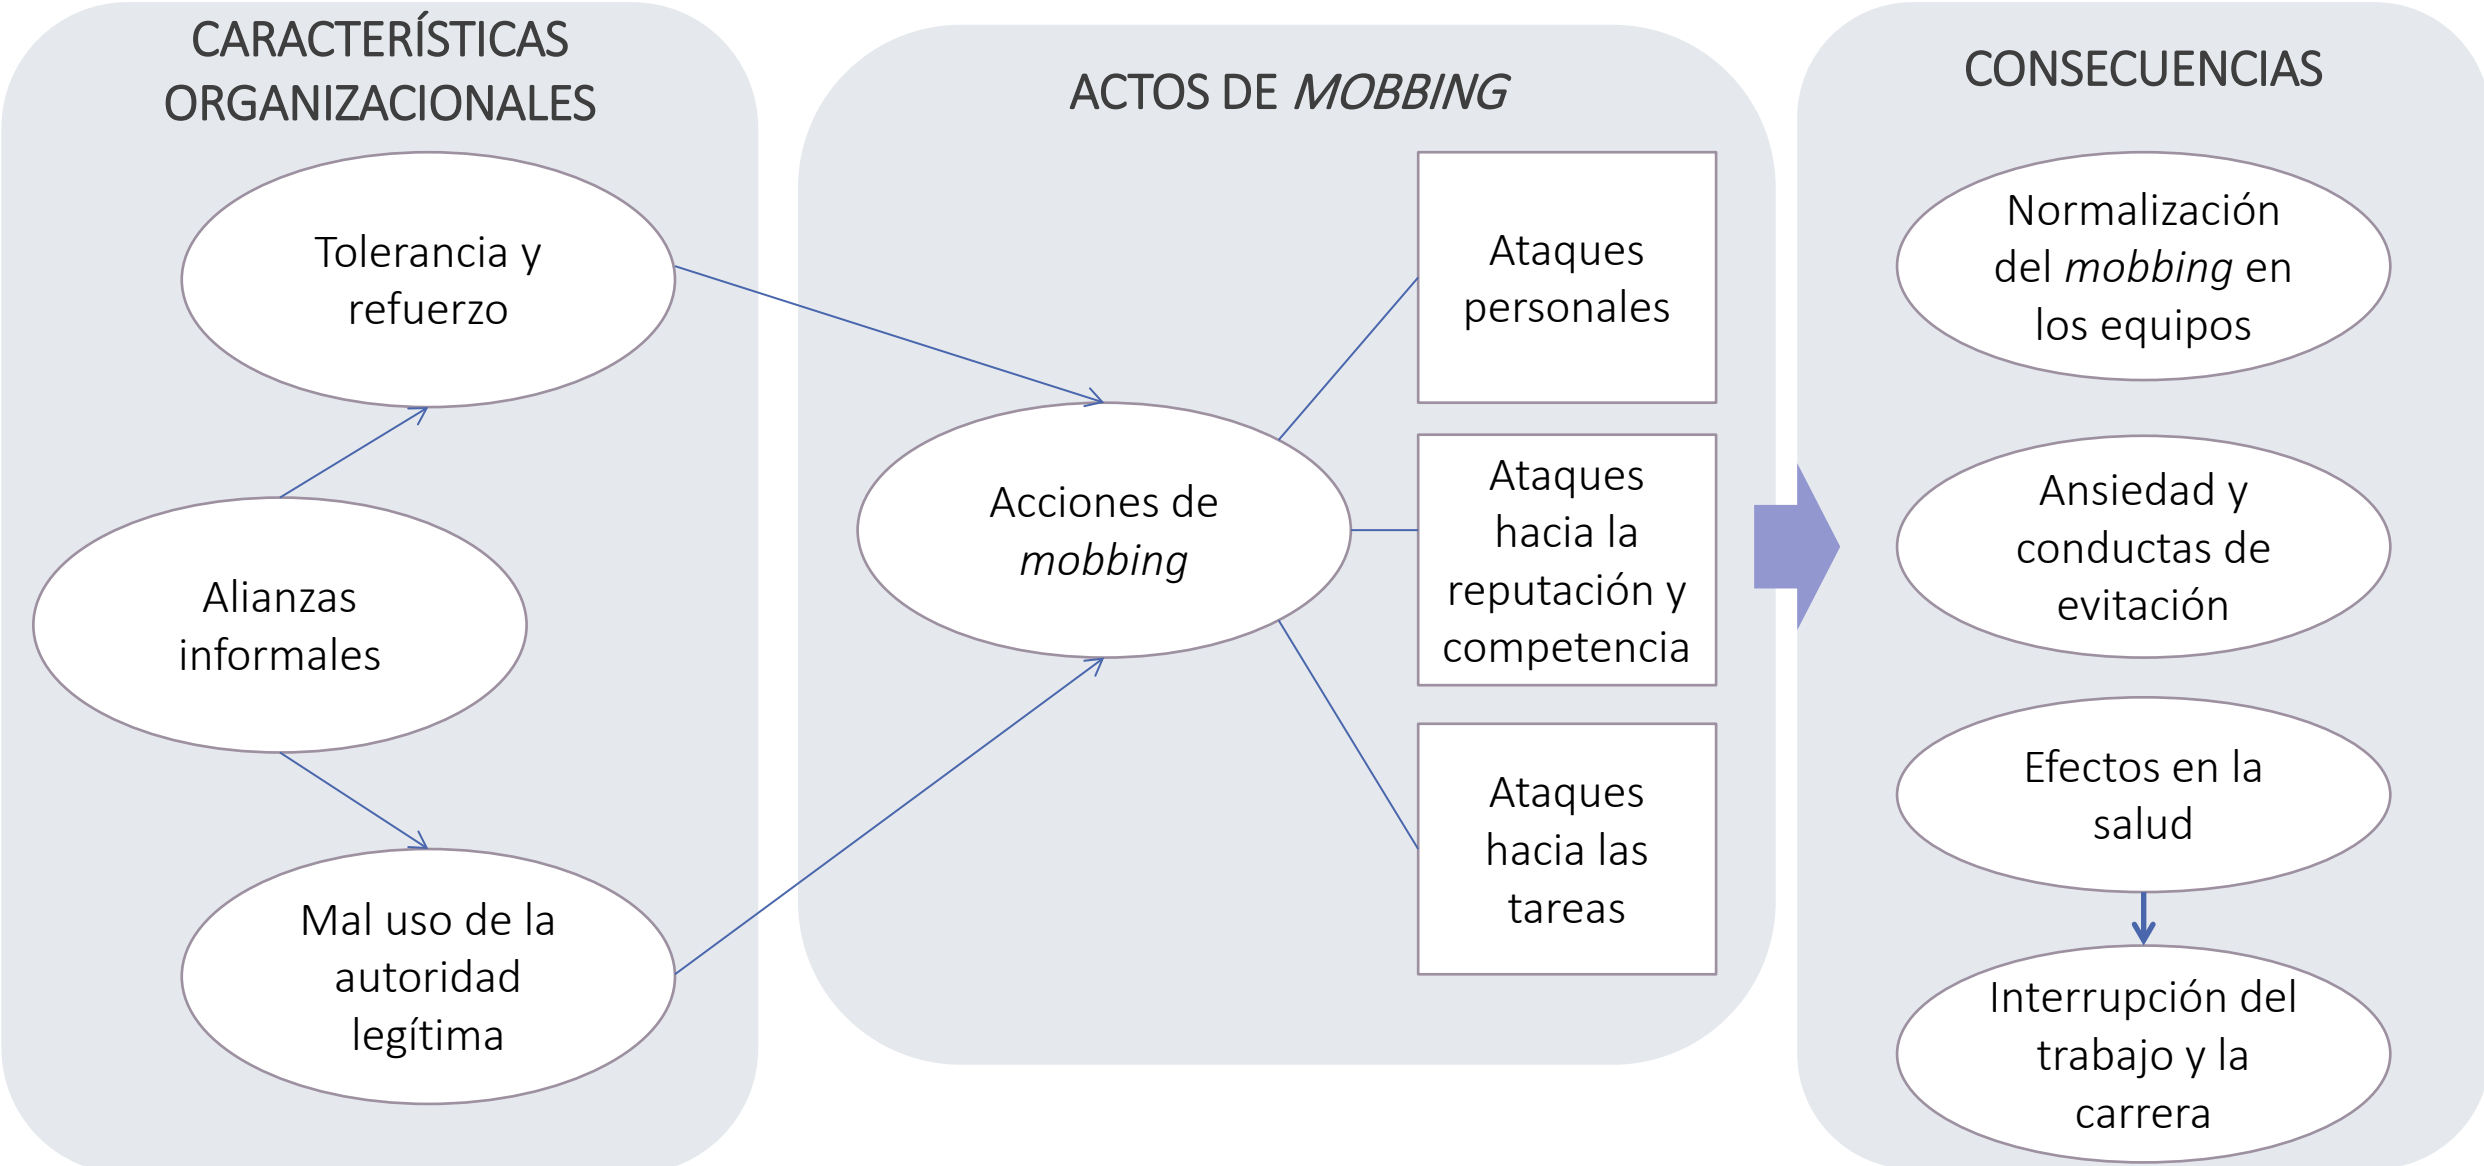 CARACTERÍSTICAS
ORGANIZACIONALES
Tolerancia y
refuerzo
Alianzas
informales
Mal uso de la
autoridad
legítima
ACTOS DE MOBBING
Acciones de
mobbing
Ataques
personales
Ataques
hacia la
reputación y
competencia
Ataques
hacia las
tareas
CONSECUENCIAS
Normalización
del mobbing en
los equipos
Ansiedad y
conductas de
evitación
Efectos en la
salud
Interrupción del
trabajo y la
carrera